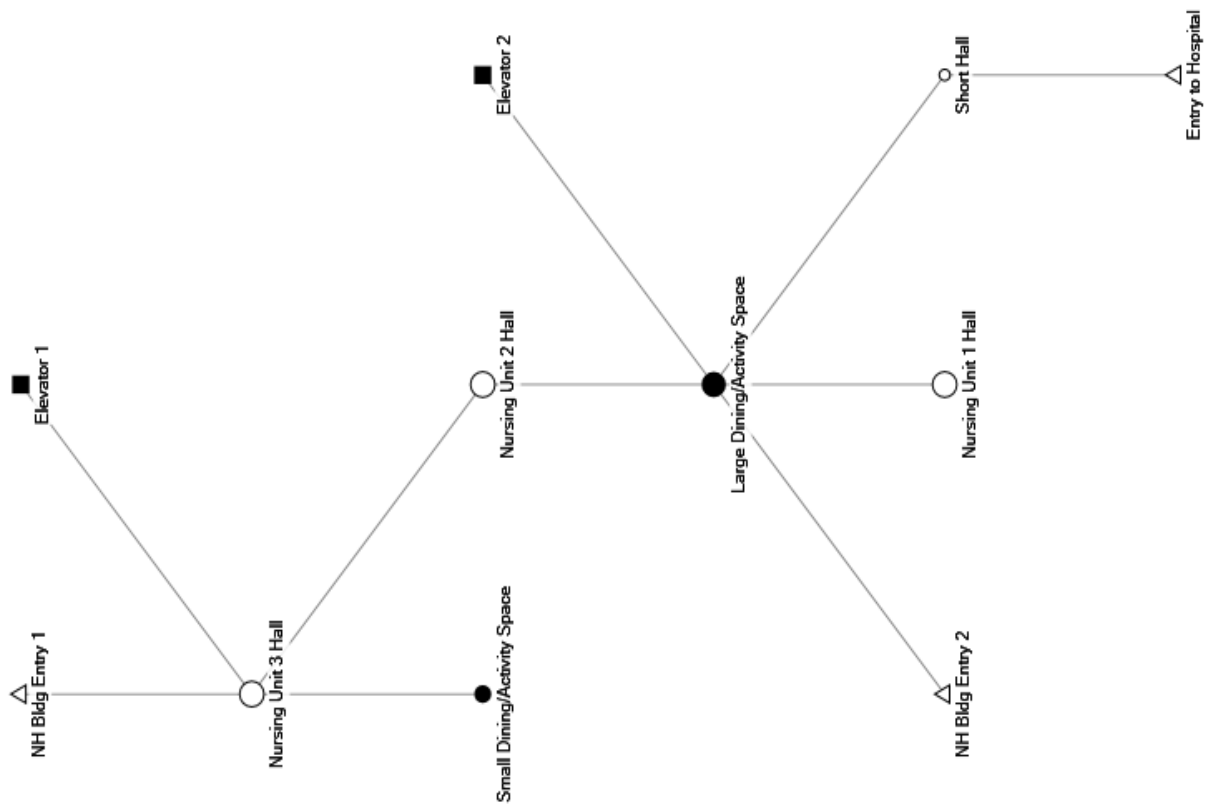 NH Bldg Entry 1
Elevator 1
Nursing Unit 3 Hall
Small Dining/Activity Space
Nursing Unit 2 Hall
Elevator 2
Large Dining/Activity Space
NH Bldg Entry 2
Nursing Unit 1 Hall
Short Hall
Entry to Hospital